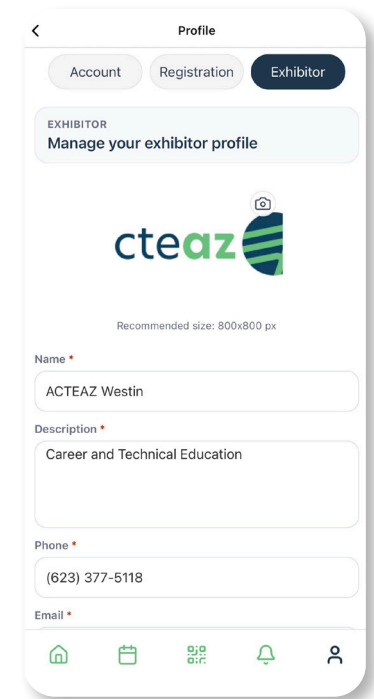 Profile
Account Registration Exhibitor
EXHIBITOR
Manage your exhibitor profile
cteaz
Recommended size: 800x800 px
Name *
ACTEAZ Westin
Description *
Career and Technical Education
Phone *
(623) 377-5118
Email *